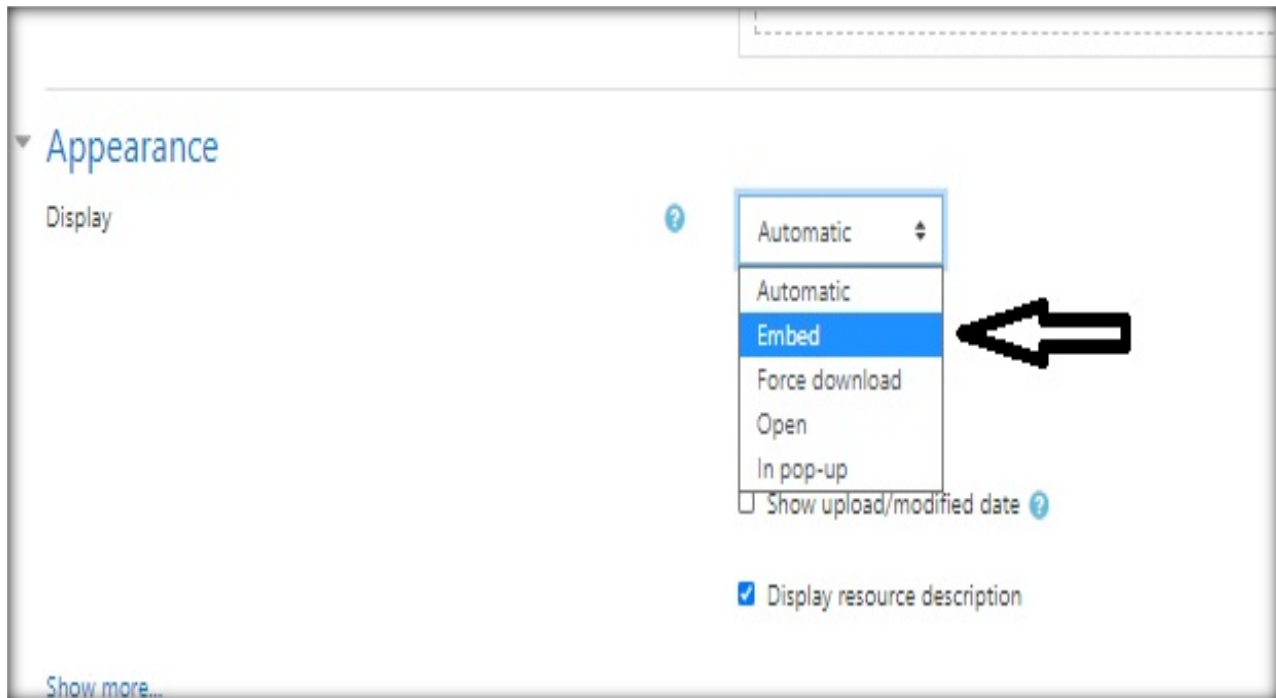 Appearance
Display
Automatic
Automatic
Embed
Force download
Open
In pop-up
Show upload/modified date
Display resource description
Show more...